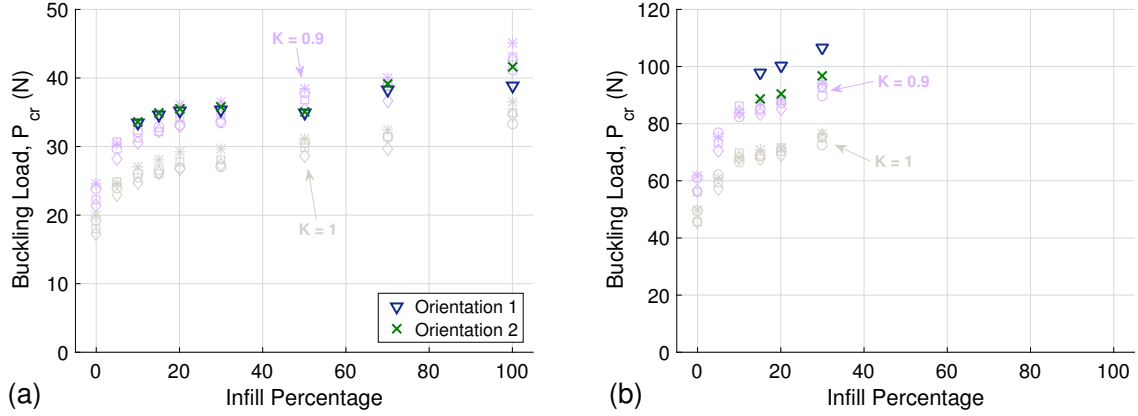 50
40
30
20
10
0
Buckling Load, P_cr (N)
K = 0.9
K = 1
Orientation 1
Orientation 2
0 20 40 60 80 100
Infill Percentage
(a)
120
100
80
60
40
20
0
Buckling Load, P_cr (N)
K = 0.9
K = 1
0 20 40 60 80 100
Infill Percentage
(b)